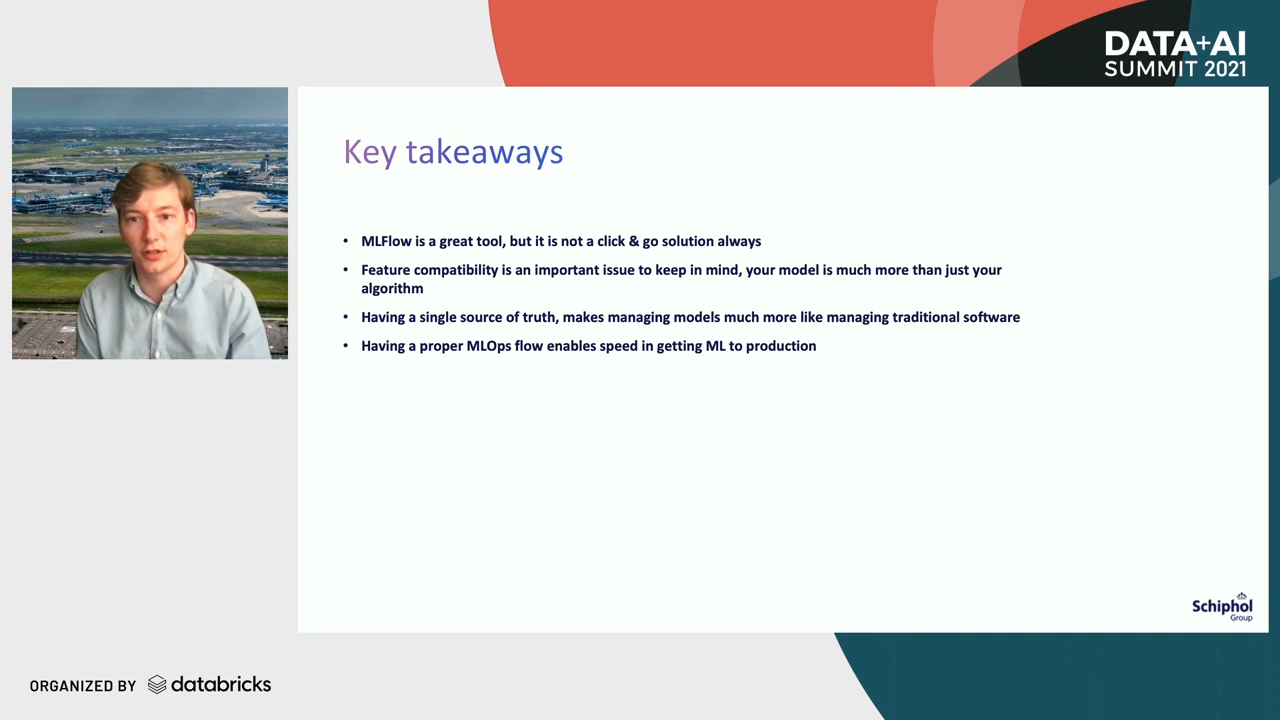 DATA+AI
SUMMIT 2021
Key takeaways
• MLFlow is a great tool, but it is not a click & go solution always
• Feature compatibility is an important issue to keep in mind, your model is much more than just your
algorithm
• Having a single source of truth, makes managing models much more like managing traditional software
• Having a proper MLOps flow enables speed in getting ML to production
Schiphol
Group
ORGANIZED BY databricks